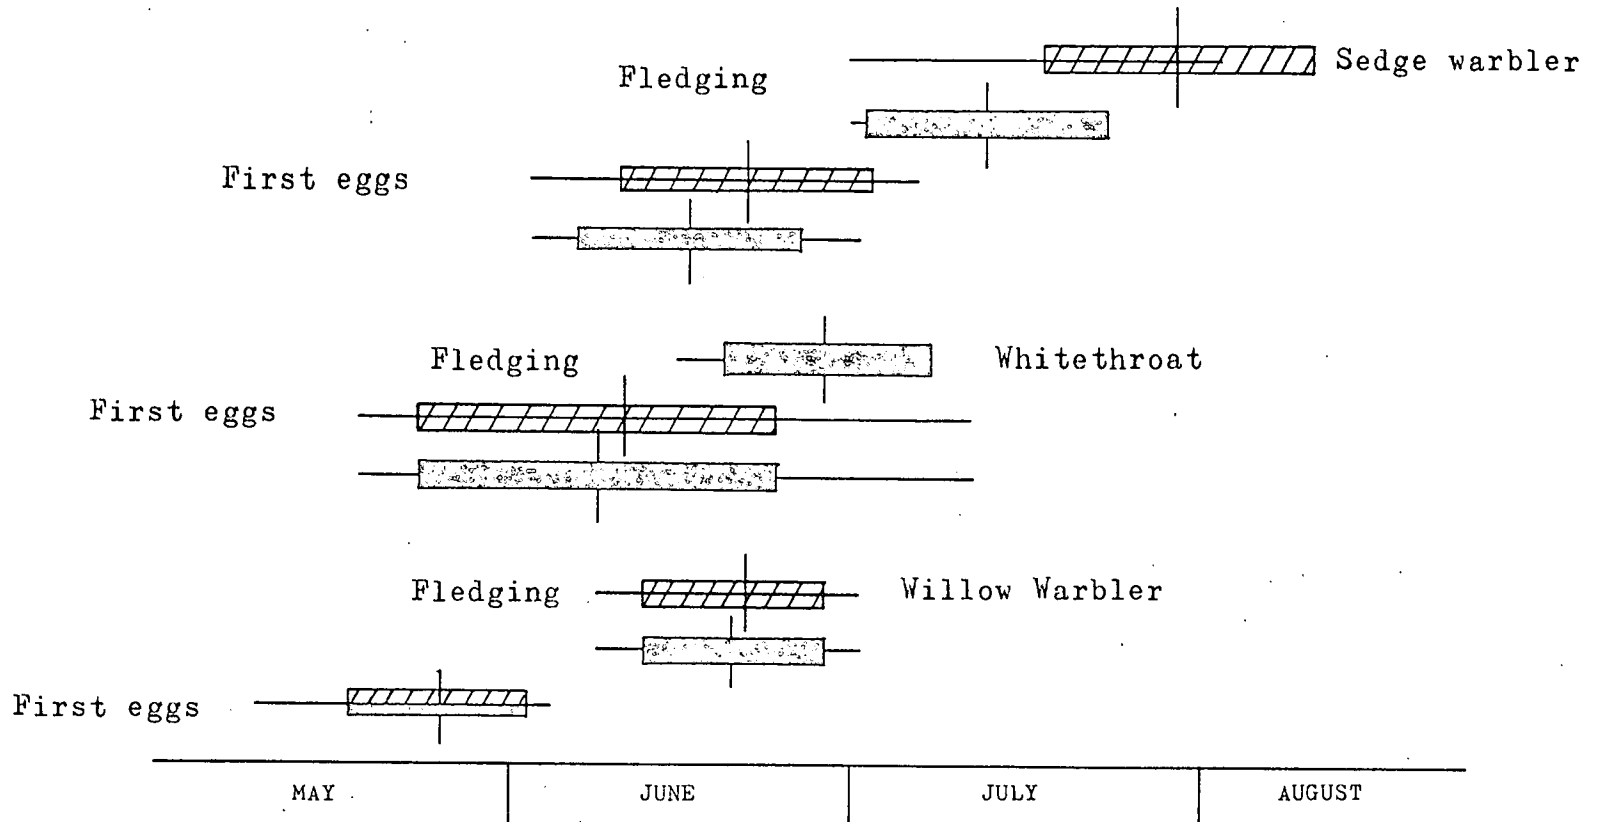 Sedge warbler
Fledging
First eggs
Fledging
Whitethroat
First eggs
Fledging
Willow Warbler
First eggs
MAY
JUNE
JULY
AUGUST